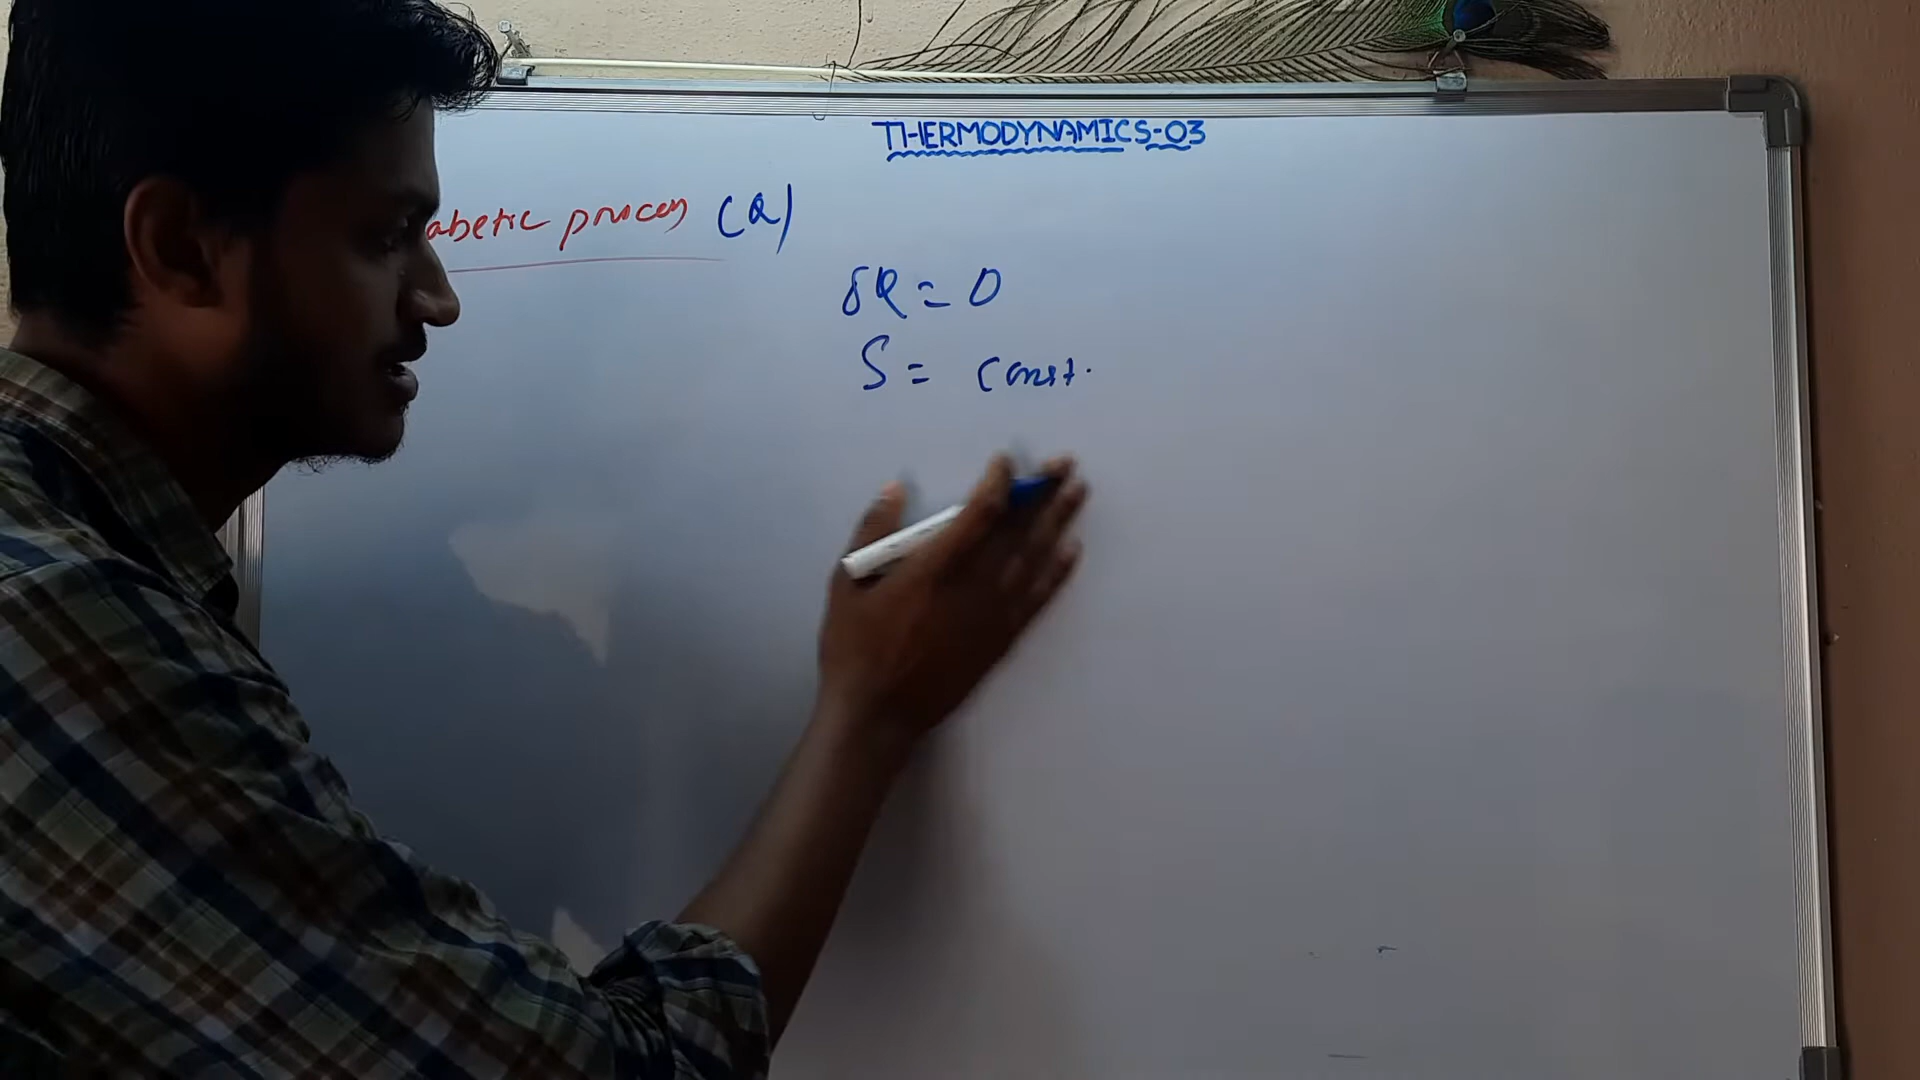 THERMODYNAMICS-03
abetic process (Q)
δQ = 0
S = const.